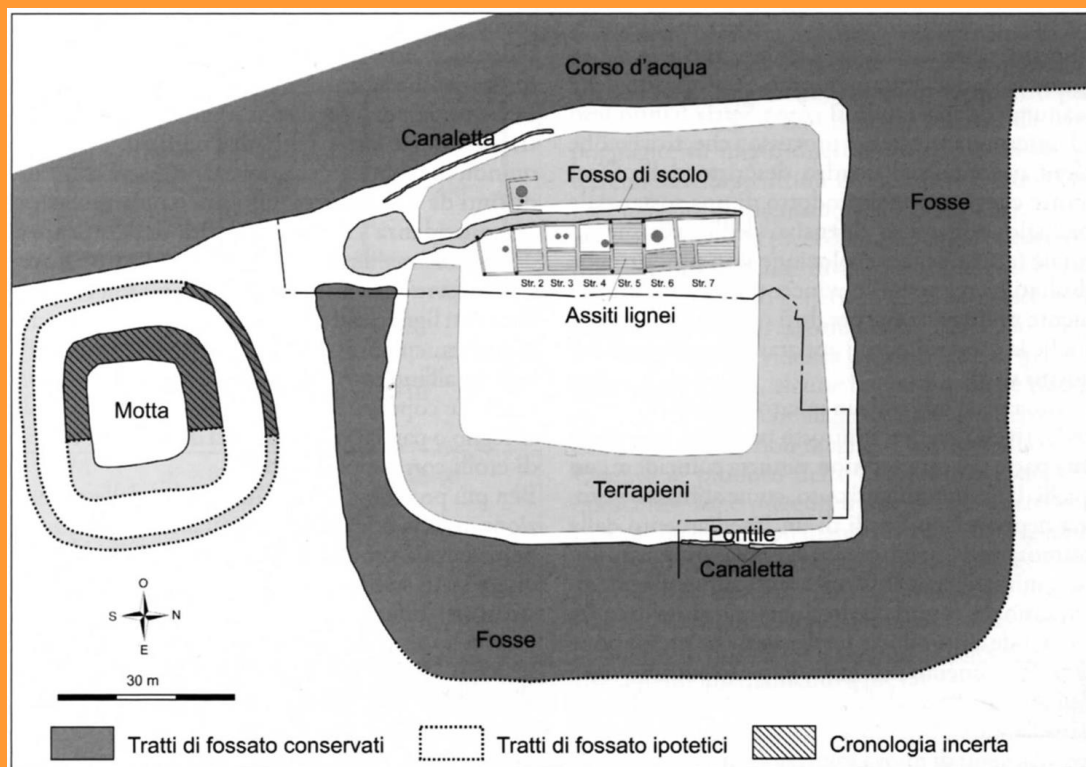 Corso d'acqua
Canaletta
Fosso di scolo
Fosse
Str. 2 Str. 3 Str. 4 Str. 5 Str. 6 Str. 7
Assiti lignei
Motta
Terrapieni
Pontile
Canaletta
Fosse
O
S N
E
30 m
Tratti di fossato conservati
Tratti di fossato ipotetici
Cronologia incerta